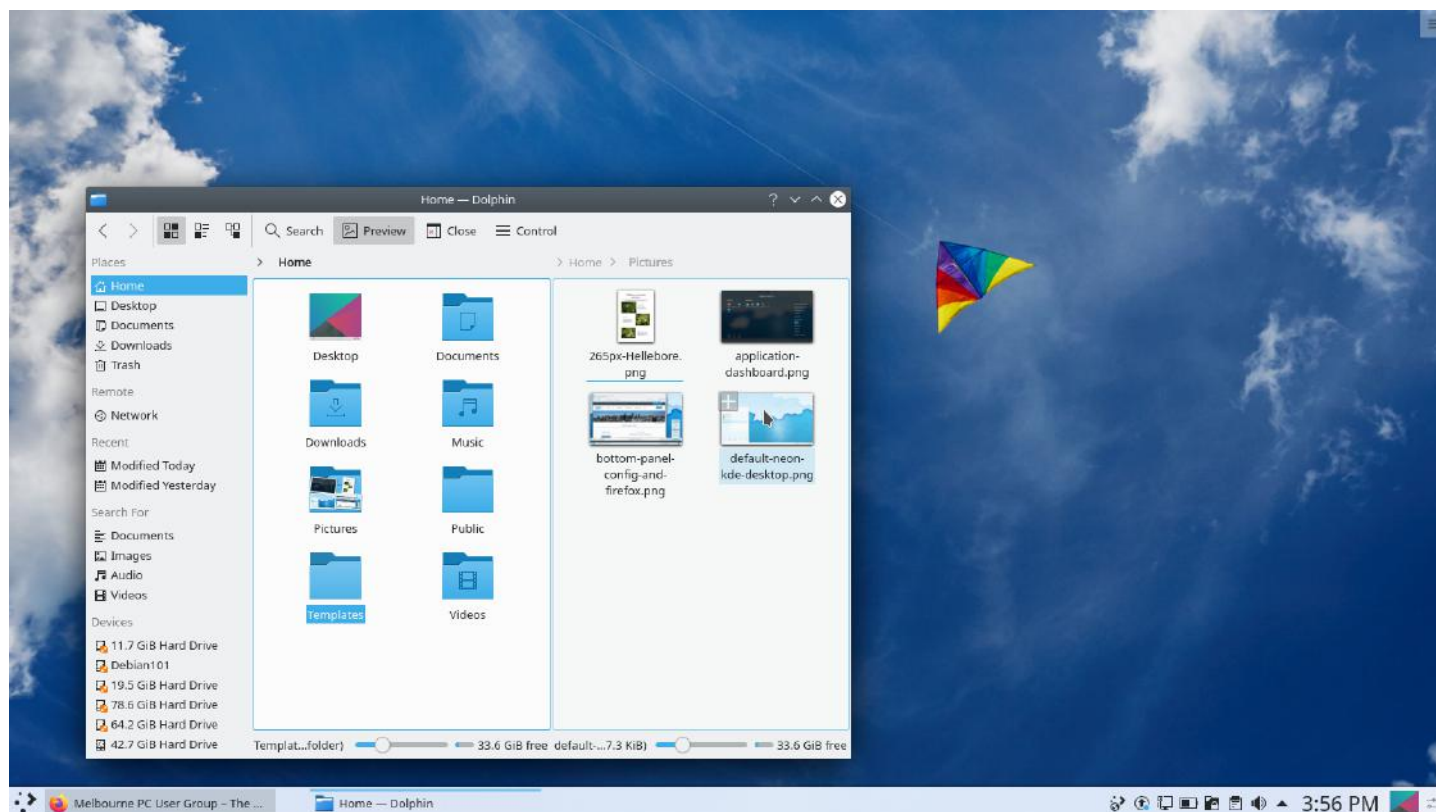 Home — Dolphin
Search
Preview
Close
Control
Places
Home
Desktop
Documents
Downloads
Trash
Remote
Network
Recent
Modified Today
Modified Yesterday
Search For
Documents
Images
Audio
Videos
Devices
11.7 GiB Hard Drive
Debian101
19.5 GiB Hard Drive
78.6 GiB Hard Drive
64.2 GiB Hard Drive
42.7 GiB Hard Drive
> Home
Desktop
Documents
Downloads
Music
Pictures
Public
Templates
Videos
Templat...folder)
33.6 GiB free
> Home > Pictures
265px-Hellebore.
png
application-
dashboard.png
bottom-panel-
config-and-
firefox.png
default-neon-
kde-desktop.png
default-...7.3 KiB)
33.6 GiB free
Melbourne PC User Group – The ...
Home — Dolphin
3:56 PM